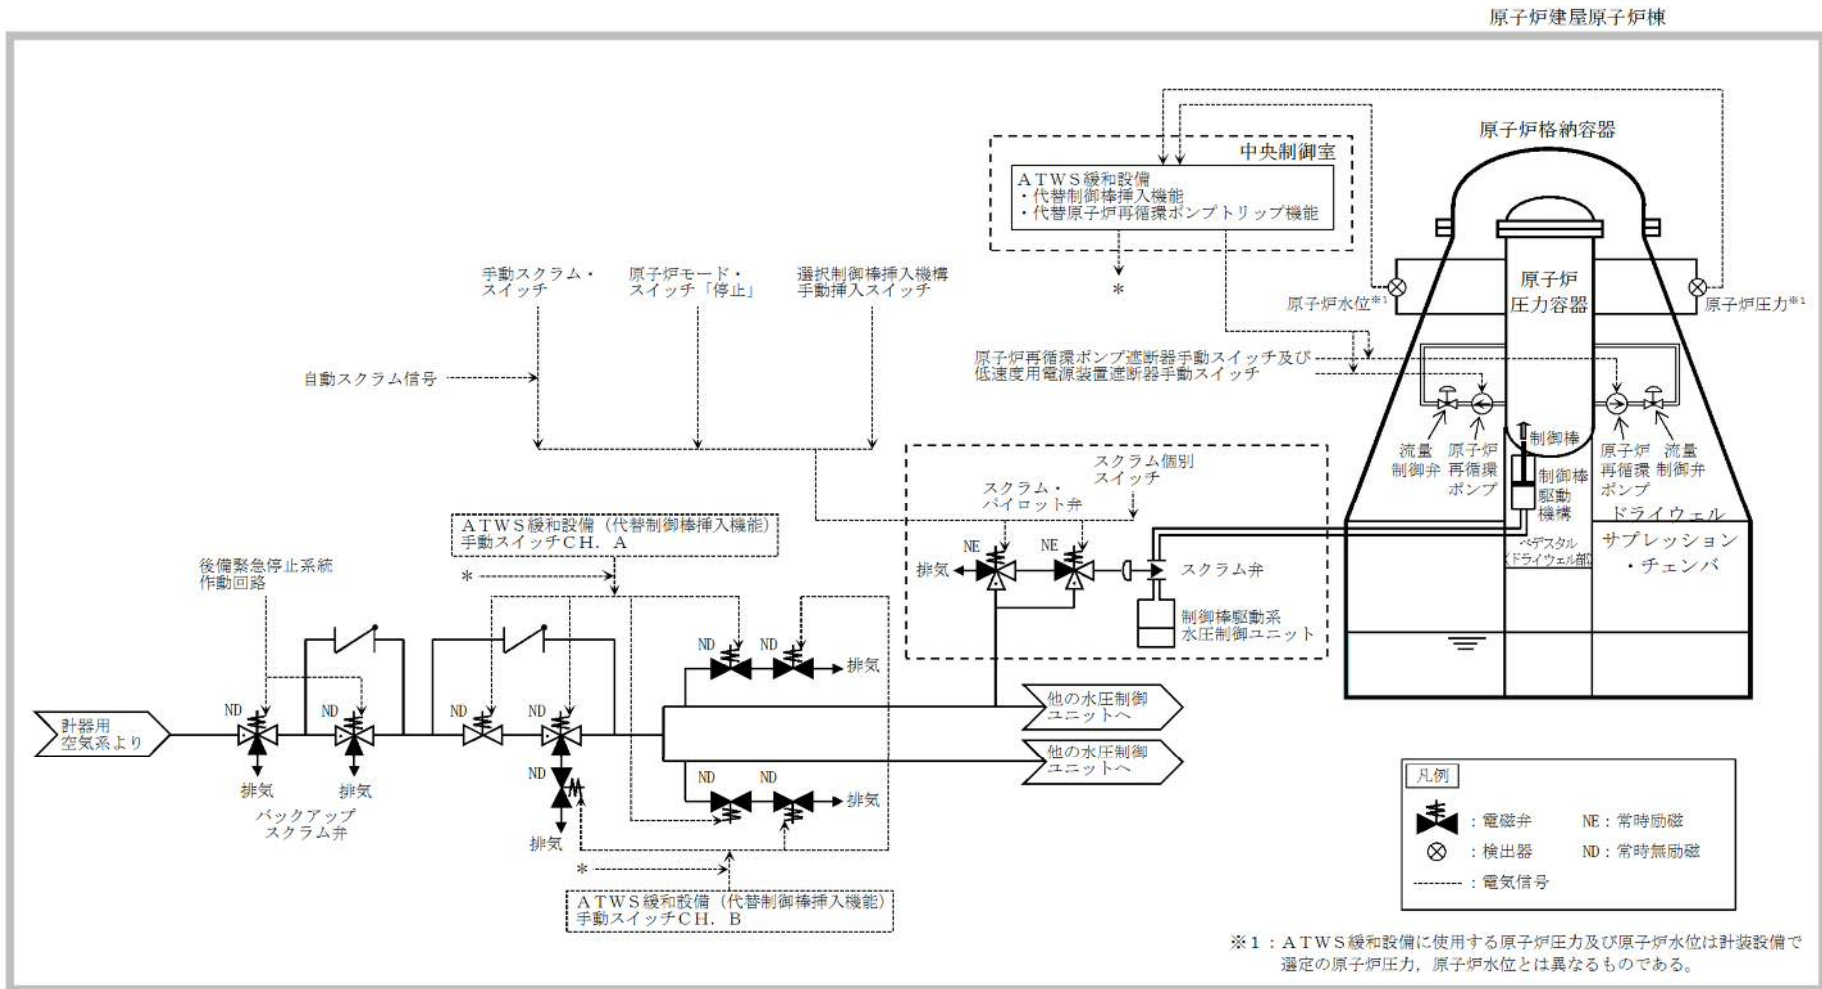 原子炉建屋原子炉棟
原子炉格納容器
中央制御室
ATWS緩和設備
・代替制御棒挿入機能
・代替原子炉再循環ポンプトリップ機能
*
原子炉
圧力容器
原子炉水位※1
原子炉圧力※1
手動スクラム・
スイッチ
原子炉モード・
スイッチ「停止」
選択制御棒挿入機構
手動挿入スイッチ
自動スクラム信号
原子炉再循環ポンプ遮断器手動スイッチ及び
低速度用電源装置遮断器手動スイッチ
流量
制御弁
原子炉
再循環
ポンプ
制御棒
制御棒
駆動
機構
原子炉
再循環
ポンプ
流量
制御弁
ドライウェル
サプレッション
・チェンバ
ペデスタル
(ドライウェル部)
スクラム個別
スイッチ
スクラム・
パイロット弁
NE
NE
排気
スクラム弁
制御棒駆動系
水圧制御ユニット
ATWS緩和設備(代替制御棒挿入機能)
手動スイッチCH.A
*
後備緊急停止系統
作動回路
ND
ND
排気
ND
ND
ND
ND
計器用
空気系より
他の水圧制御
ユニットへ
他の水圧制御
ユニットへ
ND
ND
ND
排気
排気
排気
バックアップ
スクラム弁
排気
*
ATWS緩和設備(代替制御棒挿入機能)
手動スイッチCH.B
凡例
:電磁弁
NE:常時励磁
:検出器
ND:常時無励磁
:電気信号
※1:ATWS緩和設備に使用する原子炉圧力及び原子炉水位は計装設備で
選定の原子炉圧力,原子炉水位とは異なるものである。